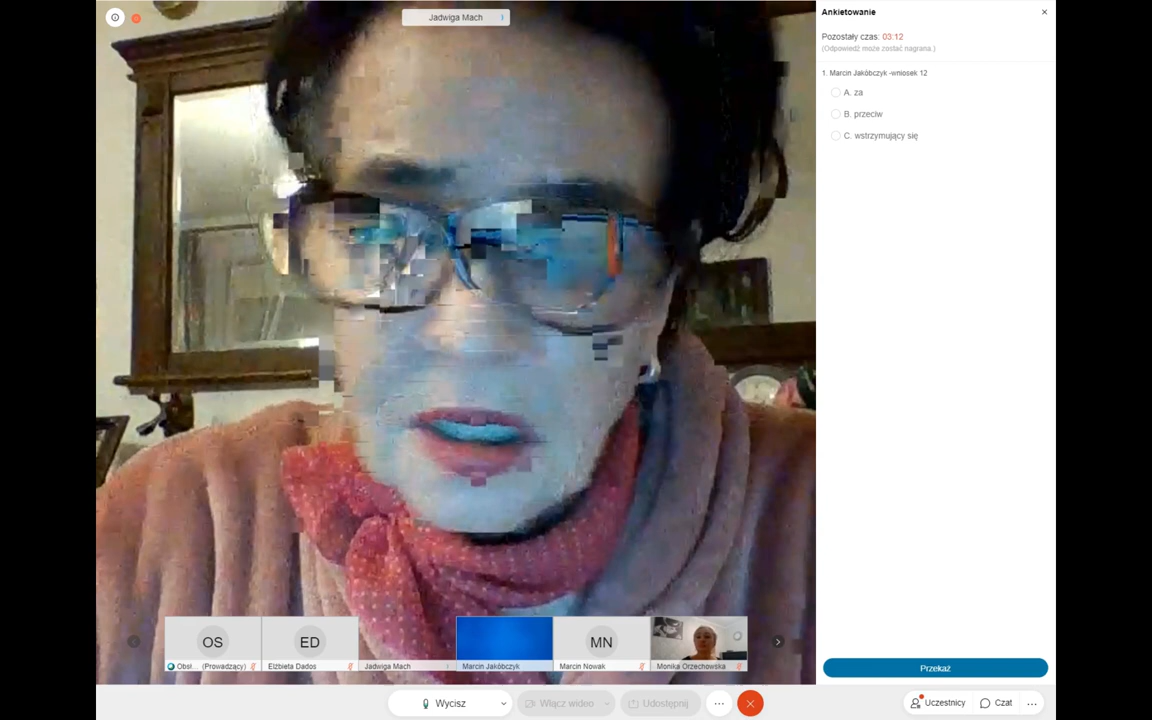 Jadwiga Mach
Ankietowanie
Pozostały czas: 03:12
(Odpowiedź może zostać nagrana.)
1. Marcin Jakóbczyk -wniosek 12
A. za
B. przeciw
C. wstrzymujący się
OS
ED
MN
Obsł... (Prowadzący)
Elżbieta Dados
Jadwiga Mach
Marcin Jakóbczyk
Marcin Nowak
Monika Orzechowska
Przekaż
Wycisz
Włącz wideo
Udostępnij
Uczestnicy
Czat